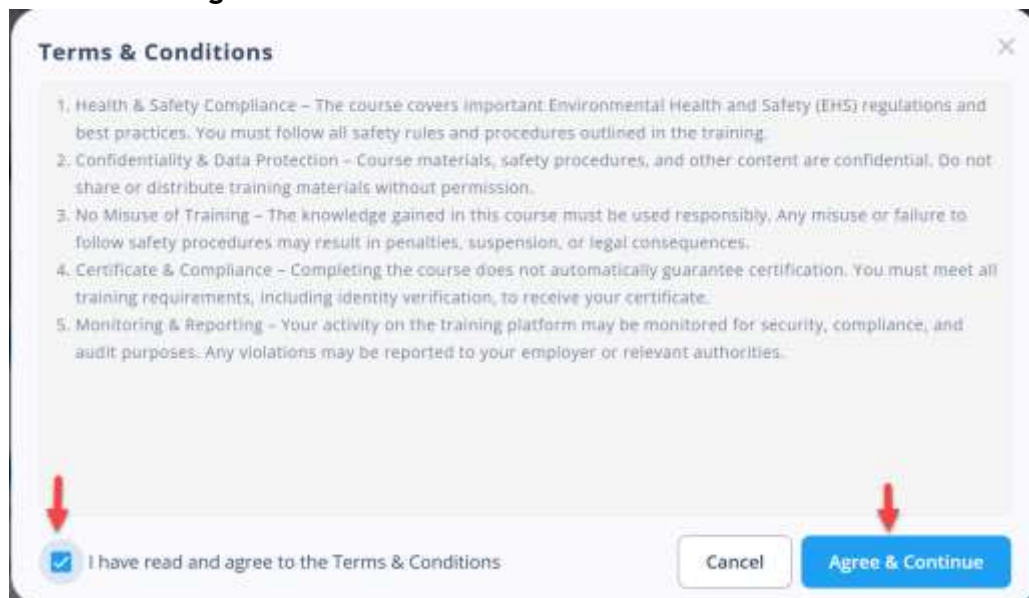 Terms & Conditions
1. Health & Safety Compliance – The course covers important Environmental Health and Safety (EHS) regulations and
best practices. You must follow all safety rules and procedures outlined in the training.
2. Confidentiality & Data Protection – Course materials, safety procedures, and other content are confidential. Do not
share or distribute training materials without permission.
3. No Misuse of Training – The knowledge gained in this course must be used responsibly. Any misuse or failure to
follow safety procedures may result in penalties, suspension, or legal consequences.
4. Certificate & Compliance – Completing the course does not automatically guarantee certification. You must meet all
training requirements, including identity verification, to receive your certificate.
5. Monitoring & Reporting – Your activity on the training platform may be monitored for security, compliance, and
audit purposes. Any violations may be reported to your employer or relevant authorities.
I have read and agree to the Terms & Conditions
Cancel
Agree & Continue